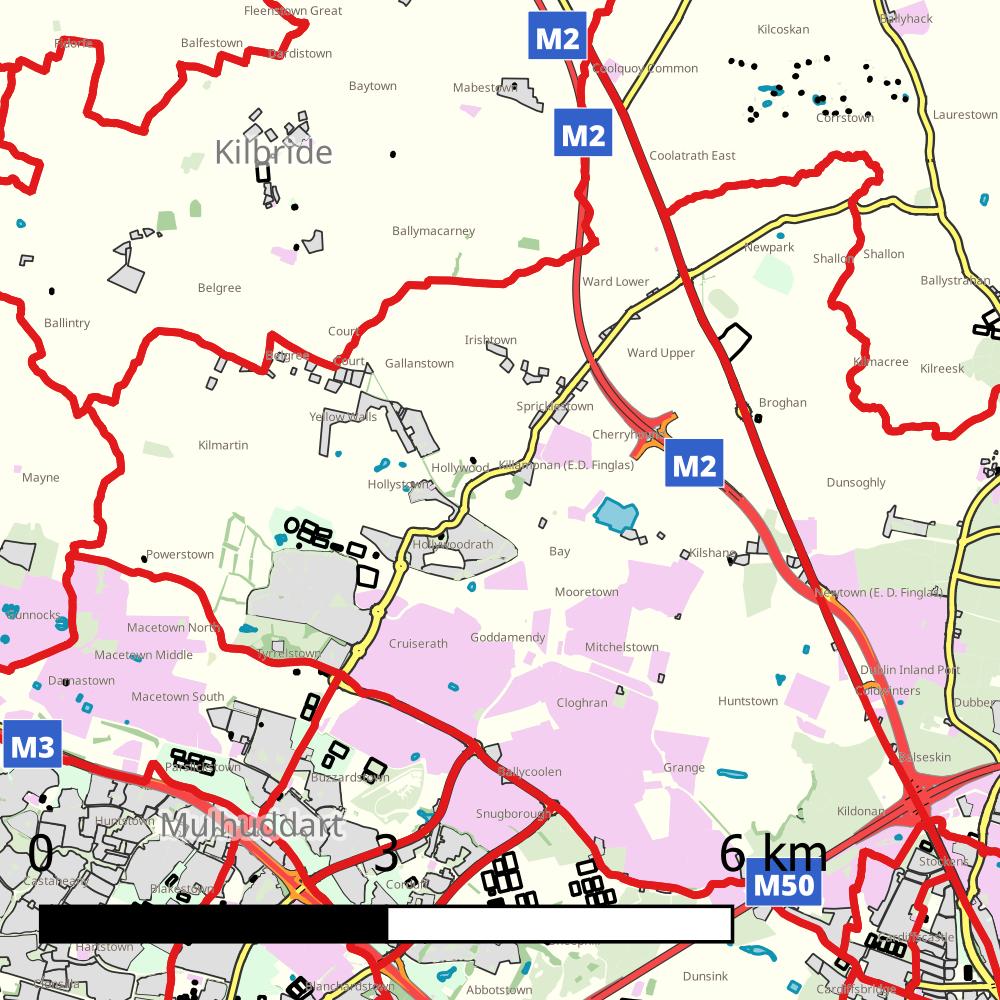 Fleenstown Great
Ballyhack
Kilcoskan
M2
Balfestown
Dardistown
Coolquoy Common
Baytown
Mabestown
Laurestown
Corrstown
M2
Kilbride
Coolatrath East
Ballymacarney
Newpark
Shallon
Shallon
Ward Lower
Ballystrahan
Belgree
Ballintry
Court
Irishtown
Belgree
Court
Gallanstown
Ward Upper
Kilmacree
Kilreesk
Yellow Walls
Spricklestown
Broghan
Kilmartin
Cherryhound
M2
Hollywood
Killamonan (E.D. Finglas)
Mayne
Hollystown
Dunsoghly
Powerstown
Hollywoodrath
Bay
Kilshane
Mooretown
Newtown (E. D. Finglas)
Gunnocks
Macetown North
Goddamendy
Cruiserath
Mitchelstown
Macetown Middle
Tyrrelstown
Dublin Inland Port
Damastown
Macetown South
Cloghran
Huntstown
Coldwinters
Dubber
M3
Balseskin
Parslickstown
Buzzardstown
Ballycoolen
Grange
Huntstown
Mulhuddart
Snugborough
Kildonan
0
3
6 km
Stockens
Castaheany
Blakestown
Corduff
M50
Hartstown
Cardiffscastle
Dunsink
Blanchardstown
Abbotstown
Cardiffsbridge